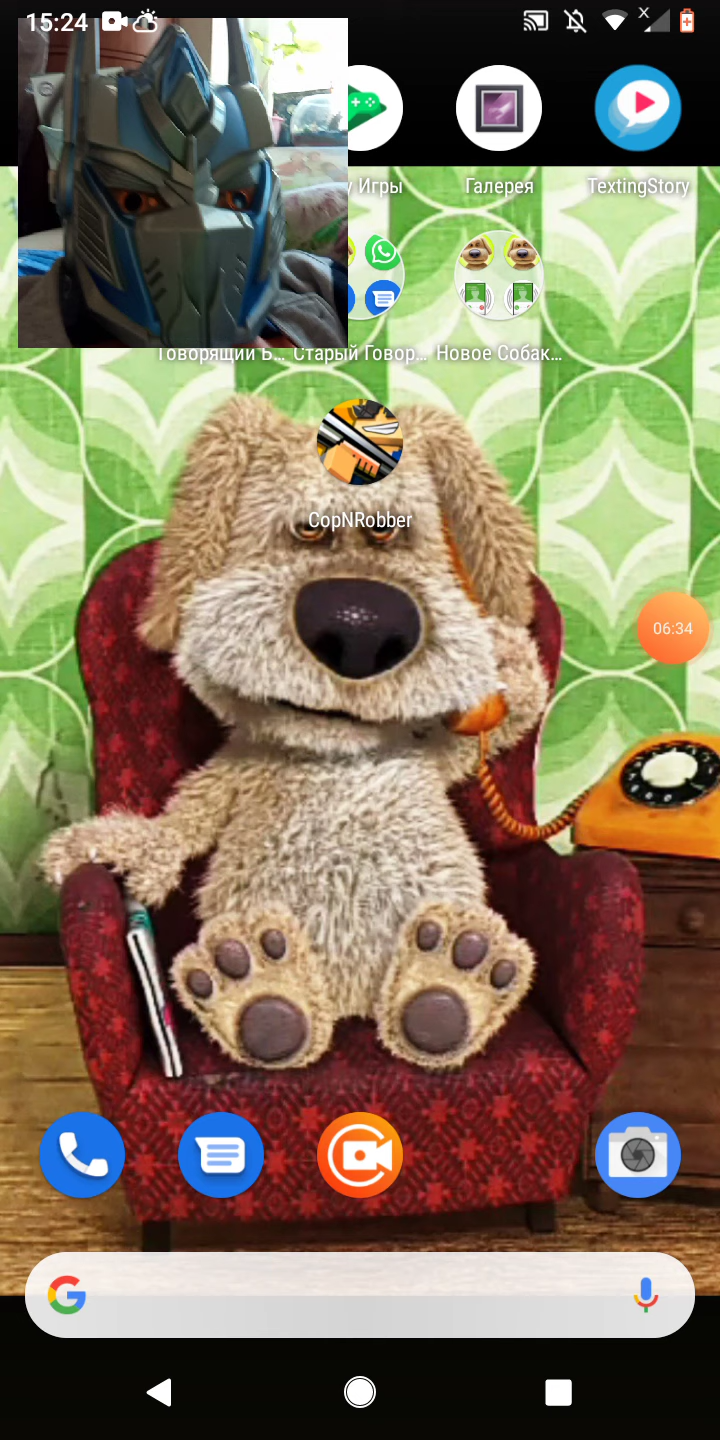 15:24
у Игры
Галерея
TextingStory
Говорящий Б... Старый Говор... Новое Собак...
CopNRobber
06:34